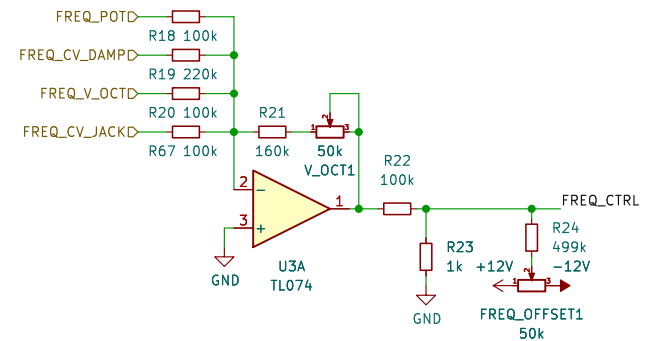 FREQ_POT
R18 100k
FREQ_CV_DAMP
R19 220k
FREQ_V_OCT
R20 100k
FREQ_CV_JACK
R67 100k
R21
160k
2
1
3
50k
V_OCT1
2
3
1
U3A
TL074
GND
R22
100k
FREQ_CTRL
R23
1k
GND
R24
499k
+12V
-12V
2
1
3
FREQ_OFFSET1
50k